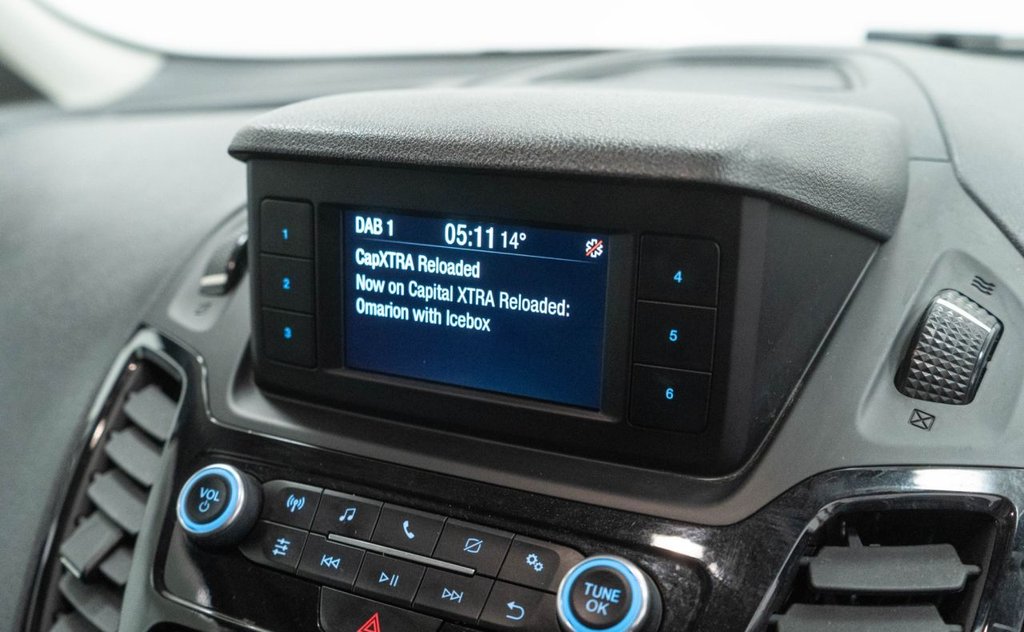 DAB 1 05:11 14°
CapXTRA Reloaded
Now on Capital XTRA Reloaded:
Omarion with Icebox
1
2
3
4
5
6
VOL
TUNE
OK